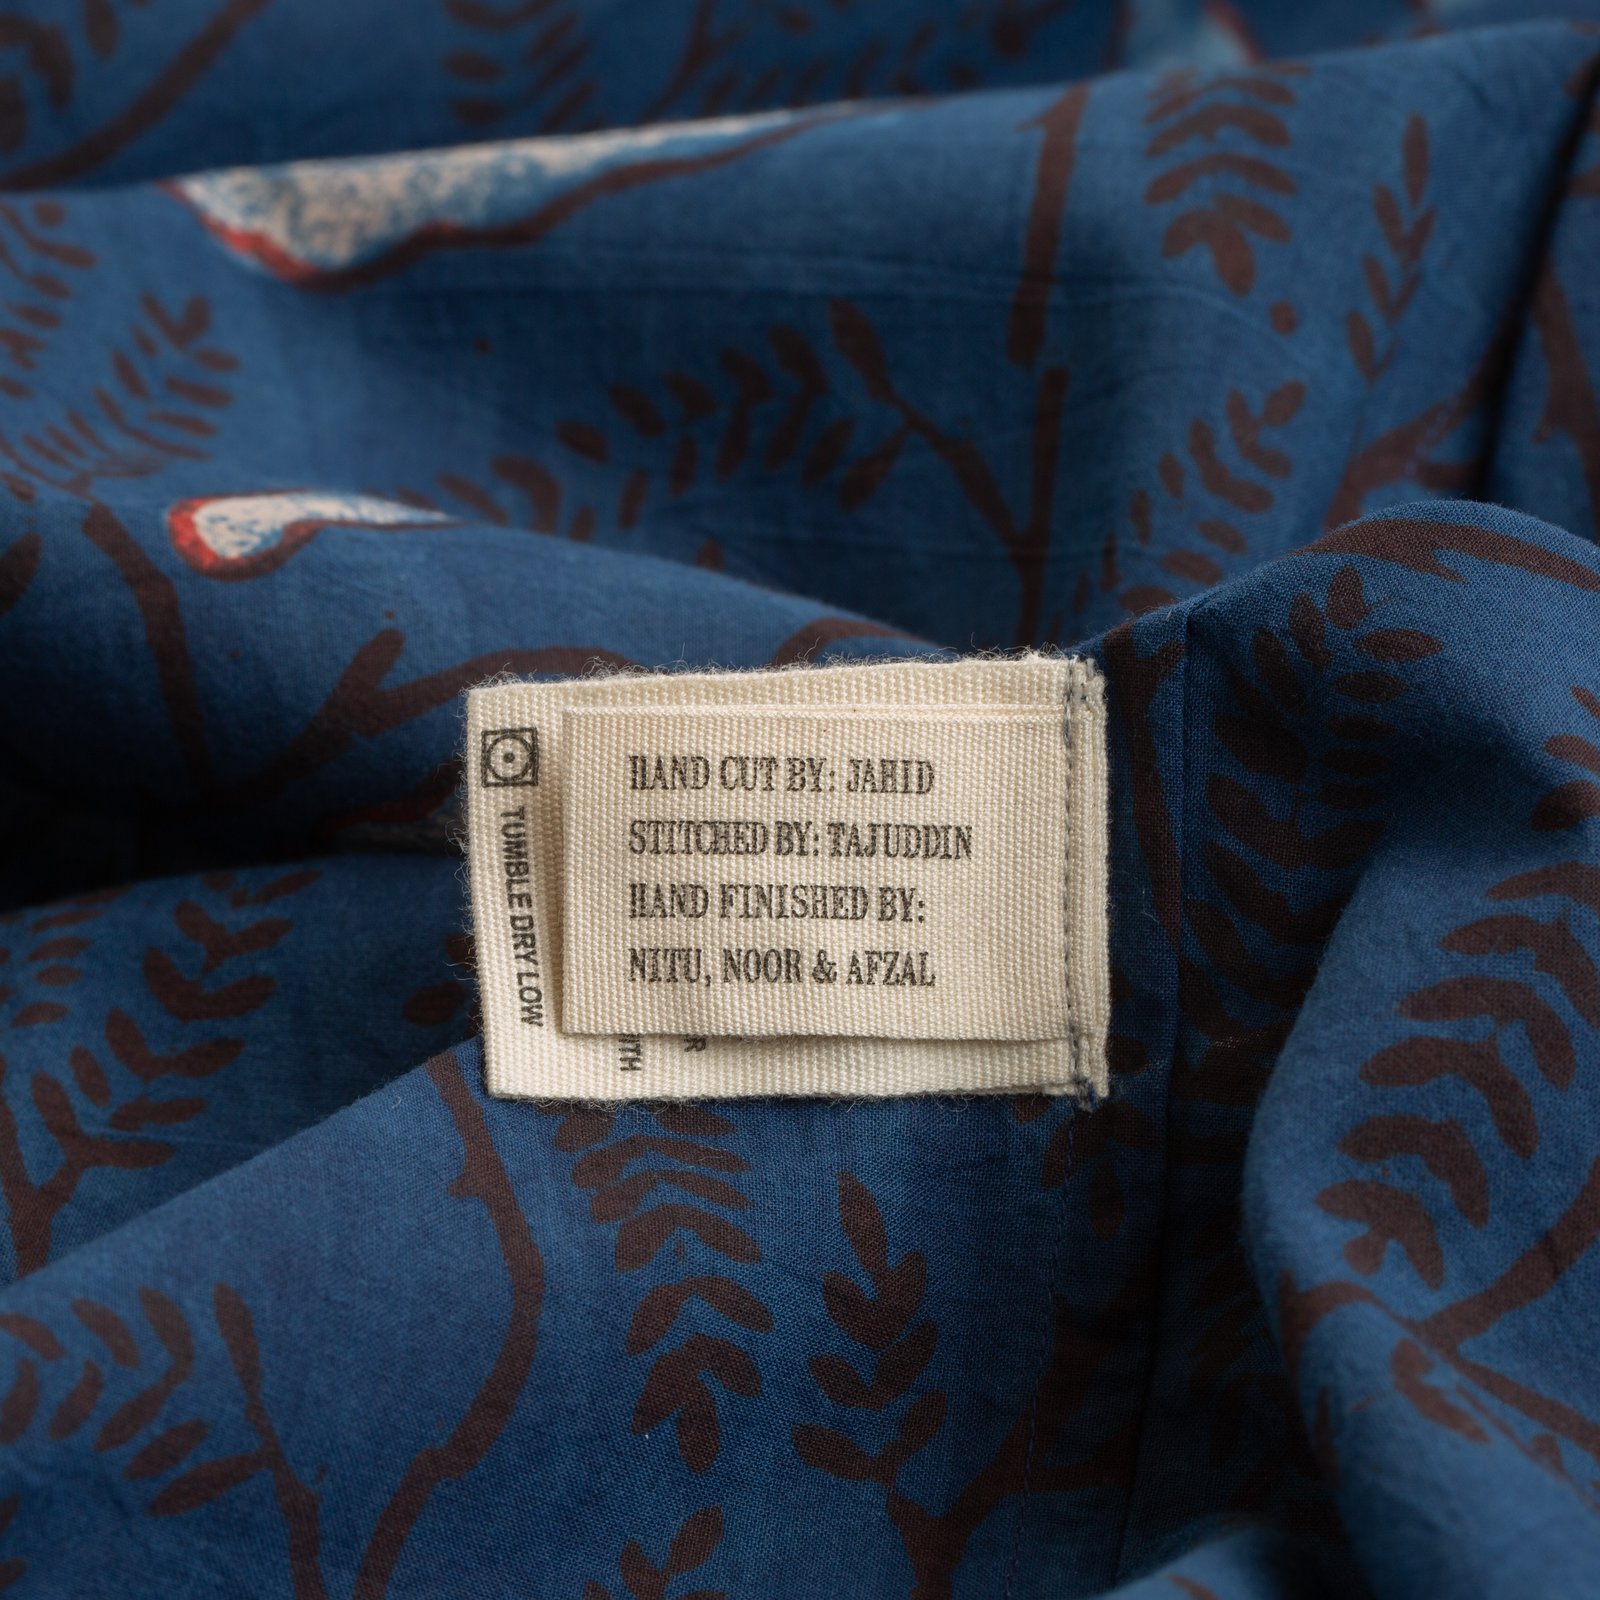 HAND CUT BY: JAHID
STITCHED BY: TAJUDDIN
HAND FINISHED BY:
NITU, NOOR & AFZAL
TUMBLE DRY LOW